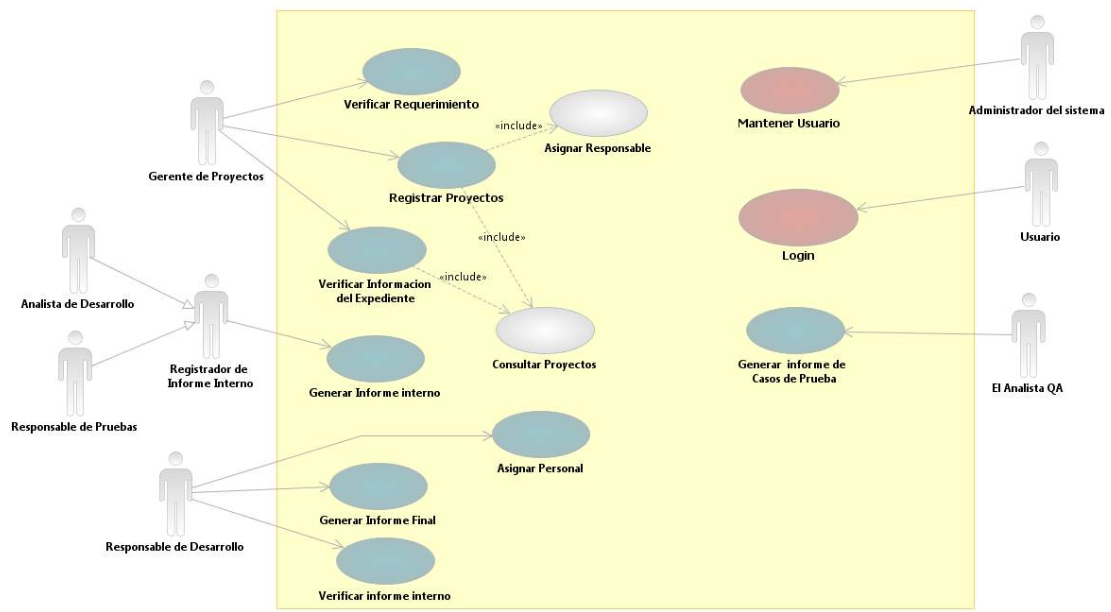 Verificar Requerimiento
Gerente de Proyectos
«include»
Asignar Responsable
Registrar Proyectos
«include»
Analista de Desarrollo
Verificar Informacion
del Expediente
«include»
Registrador de
Informe Interno
Generar Informe interno
Consultar Proyectos
Responsable de Pruebas
Asignar Personal
Generar Informe Final
Responsable de Desarrollo
Verificar informe interno
Mantener Usuario
Administrador del sistema
Login
Usuario
Generar informe de
Casos de Prueba
El Analista QA